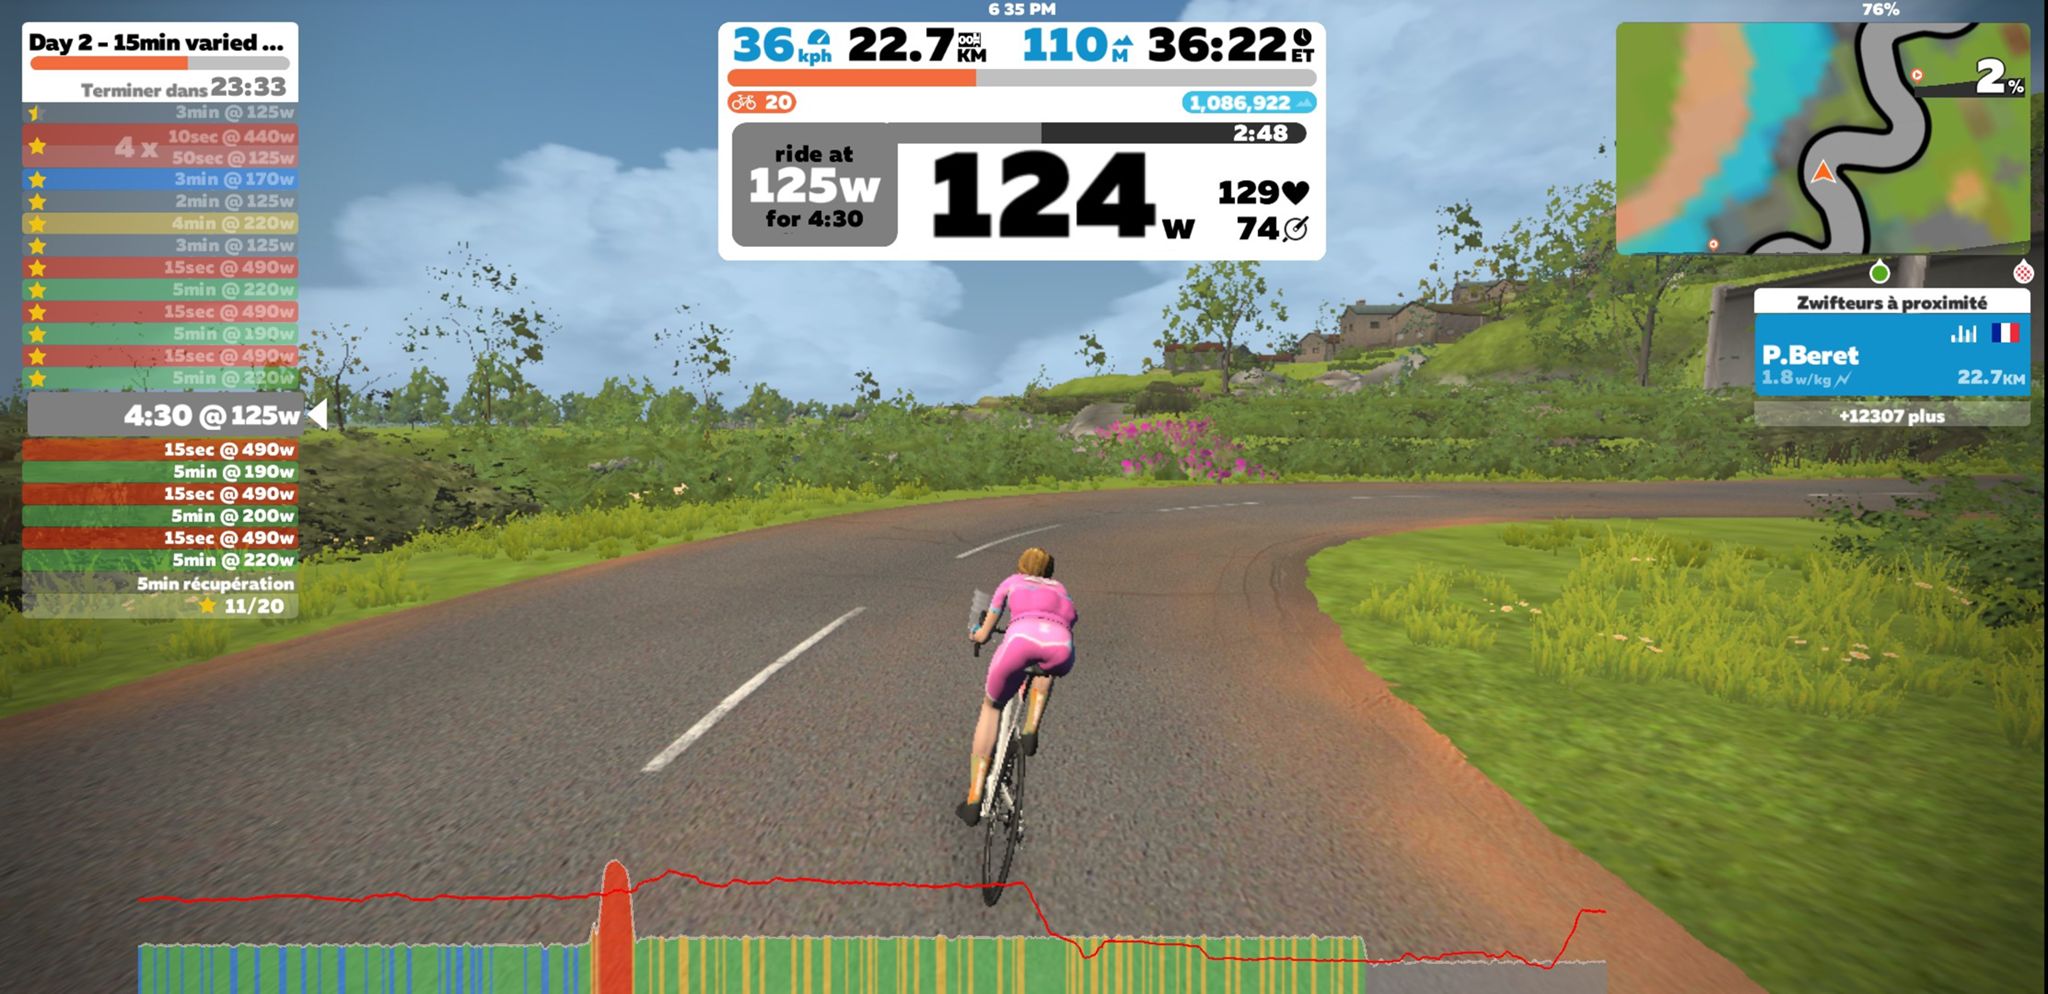 6 35 PM
76%
Day 2 - 15min varied ...
Terminer dans 23:33
3min @ 125w
4 x
10sec @ 440w
50sec @ 125w
3min @ 170w
2min @ 125w
4min @ 220w
3min @ 125w
15sec @ 490w
5min @ 220w
15sec @ 490w
5min @ 190w
15sec @ 490w
5min @ 220w
4:30 @ 125w
15sec @ 490w
5min @ 190w
15sec @ 490w
5min @ 200w
15sec @ 490w
5min @ 220w
5min récupération
11/20
36 kph 22.7 KM 110 M 36:22 ET
20
1,086,922
2:48
ride at
125w
for 4:30
124 w
129
74
2%
Zwifteurs à proximité
P.Beret
1.8 w/kg 22.7 KM
+12307 plus